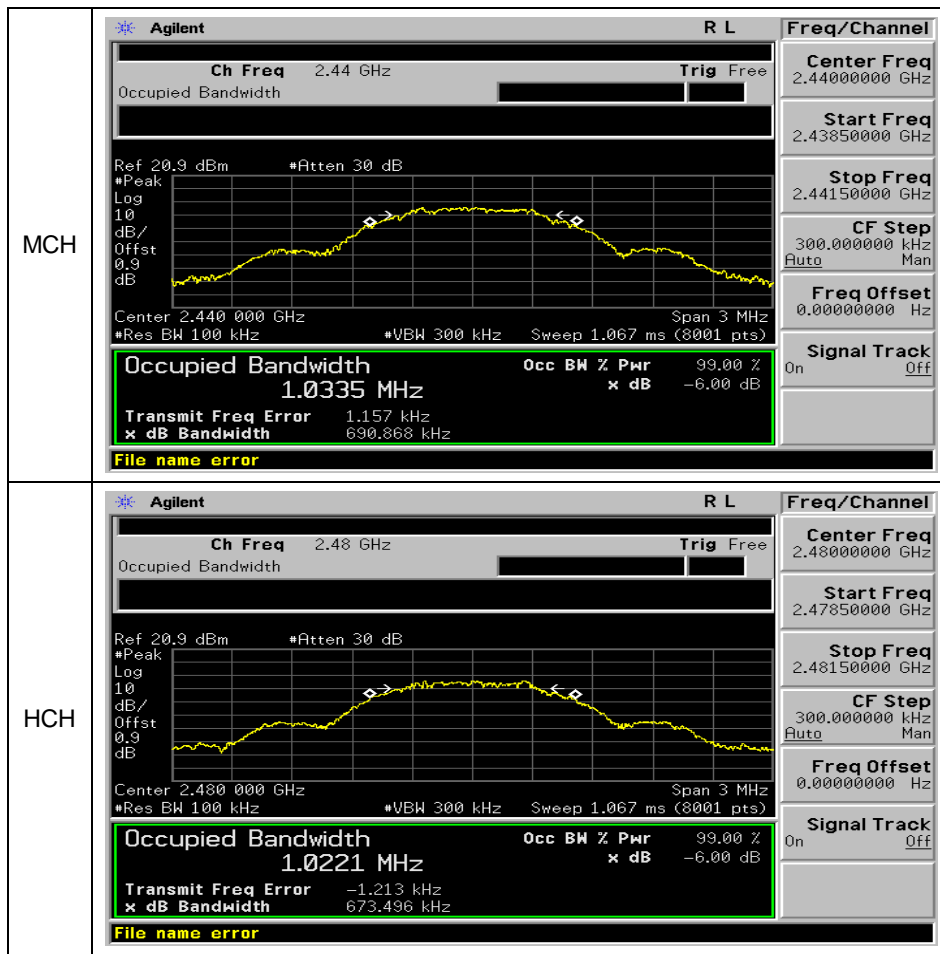 MCH
Agilent R L Freq/Channel
Ch Freq 2.44 GHz Trig Free
Occupied Bandwidth
Center Freq
2.44000000 GHz
Start Freq
2.43850000 GHz
Stop Freq
2.44150000 GHz
CF Step
300.000000 kHz
Auto Man
Freq Offset
0.00000000 Hz
Signal Track
On Off
Ref 20.9 dBm #Atten 30 dB
#Peak
Log
10
dB/
Offst
0.9
dB
Center 2.440 000 GHz Span 3 MHz
#Res BW 100 kHz #VBW 300 kHz Sweep 1.067 ms (8001 pts)
Occupied Bandwidth Occ BW % Pwr 99.00 %
1.0335 MHz x dB -6.00 dB
Transmit Freq Error 1.157 kHz
x dB Bandwidth 690.868 kHz
File name error
HCH
Agilent R L Freq/Channel
Ch Freq 2.48 GHz Trig Free
Occupied Bandwidth
Center Freq
2.48000000 GHz
Start Freq
2.47850000 GHz
Stop Freq
2.48150000 GHz
CF Step
300.000000 kHz
Auto Man
Freq Offset
0.00000000 Hz
Signal Track
On Off
Ref 20.9 dBm #Atten 30 dB
#Peak
Log
10
dB/
Offst
0.9
dB
Center 2.480 000 GHz Span 3 MHz
#Res BW 100 kHz #VBW 300 kHz Sweep 1.067 ms (8001 pts)
Occupied Bandwidth Occ BW % Pwr 99.00 %
1.0221 MHz x dB -6.00 dB
Transmit Freq Error -1.213 kHz
x dB Bandwidth 673.496 kHz
File name error